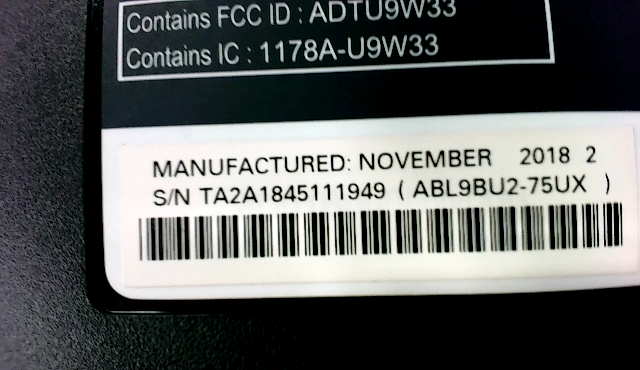 Contains FCC ID : ADTU9W33
Contains IC : 1178A-U9W33
MANUFACTURED: NOVEMBER 2018 2
S/N TA2A1845111949 ( ABL9BU2-75UX )